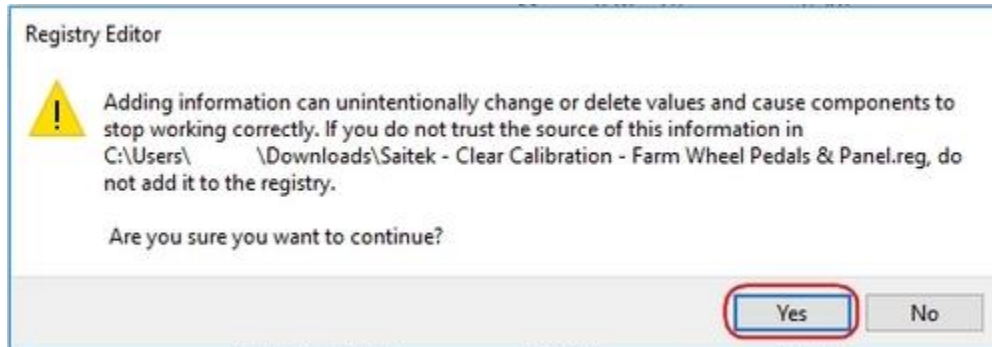 Registry Editor
Adding information can unintentionally change or delete values and cause components to
stop working correctly. If you do not trust the source of this information in
C:\Users\ \Downloads\Saitek - Clear Calibration - Farm Wheel Pedals & Panel.reg, do
not add it to the registry.
Are you sure you want to continue?
Yes No